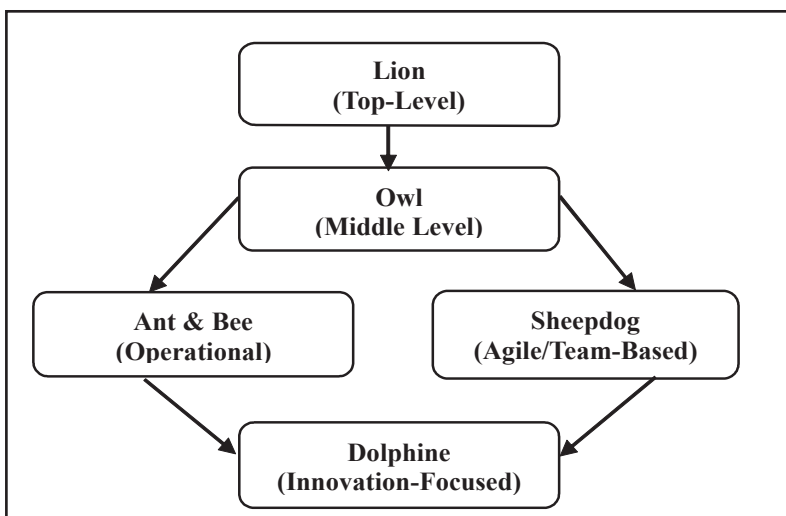 Lion
(Top-Level)
Owl
(Middle Level)
Ant & Bee
(Operational)
Sheepdog
(Agile/Team-Based)
Dolphine
(Innovation-Focused)